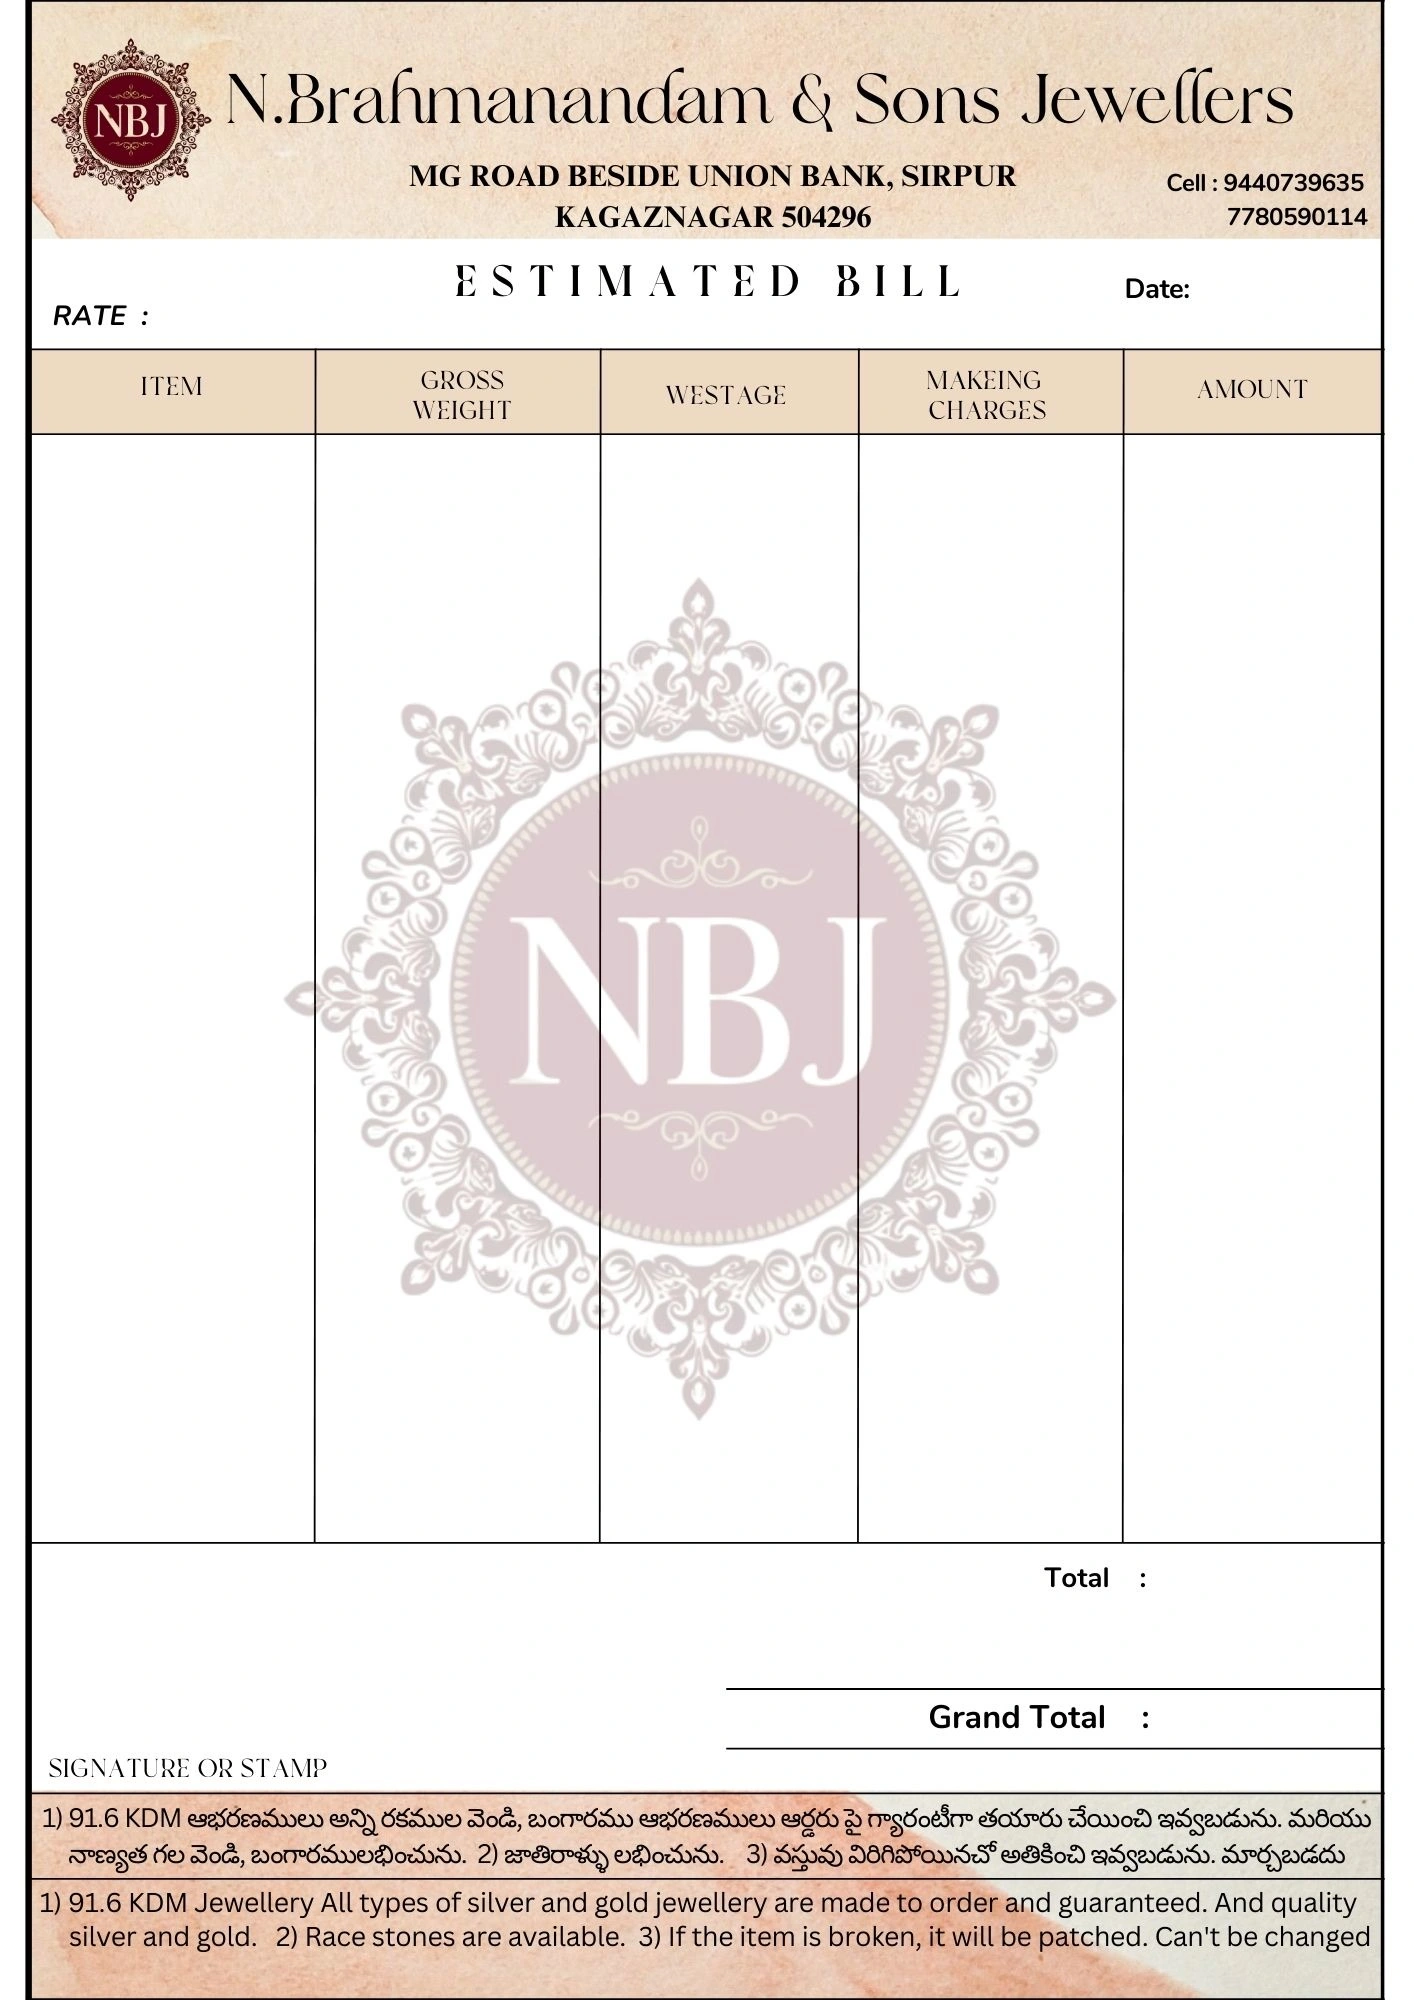 NBJ
N.Brahmanandam & Sons Jewellers
MG ROAD BESIDE UNION BANK, SIRPUR
KAGAZNAGAR 504296
Cell : 9440739635
7780590114
ESTIMATED BILL
Date:
RATE :
ITEM
GROSS
WEIGHT
WESTAGE
MAKEING
CHARGES
AMOUNT
NBJ
Total :
Grand Total :
SIGNATURE OR STAMP
1) 91.6 KDM ఆభరణములు అన్ని రకముల వెండి, బంగారము ఆభరణములు ఆర్డరు పై గ్యారంటీగా తయారు చేయించి ఇవ్వబడును. మరియు
నాణ్యత గల వెండి, బంగారములభించును. 2) జాతిరాళ్ళు లభించును. 3) వస్తువు విరిగిపోయినచో అతికించి ఇవ్వబడును. మార్చబడదు
1) 91.6 KDM Jewellery All types of silver and gold jewellery are made to order and guaranteed. And quality
silver and gold. 2) Race stones are available. 3) If the item is broken, it will be patched. Can't be changed